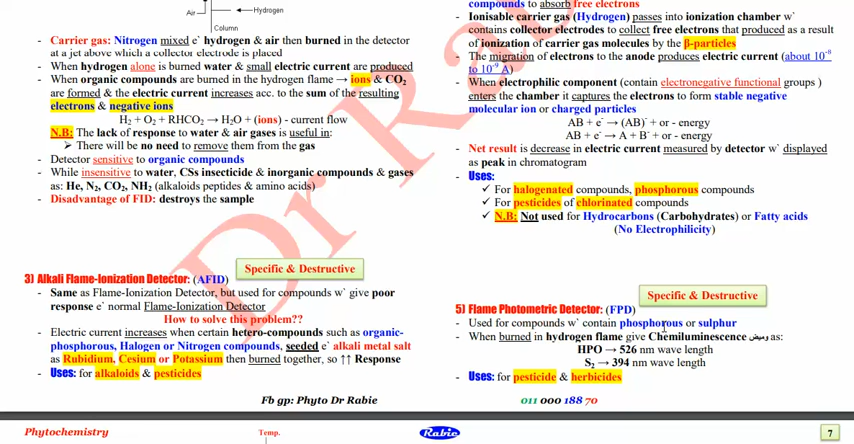 Air
Hydrogen
Column
- Carrier gas: Nitrogen mixed eˋ hydrogen & air then burned in the detector
at a jet above which a collector electrode is placed
- When hydrogen alone is burned water & small electric current are produced
- When organic compounds are burned in the hydrogen flame → ions & CO2
are formed & the electric current increases acc. to the sum of the resulting
electrons & negative ions
H2 + O2 + RHCO2 → H2O + (ions) - current flow
N.B: The lack of response to water & air gases is useful in:
➢ There will be no need to remove them from the gas
- Detector sensitive to organic compounds
- While insensitive to water, CSs insecticide & inorganic compounds & gases
as: He, N2, CO2, NH2 (alkaloids peptides & amino acids)
- Disadvantage of FID: destroys the sample
Specific & Destructive
3) Alkali Flame-Ionization Detector: (AFID)
- Same as Flame-Ionization Detector, but used for compounds wˋ give poor
response eˋ normal Flame-Ionization Detector
How to solve this problem??
- Electric current increases when certain hetero-compounds such as organic-
phosphorous, Halogen or Nitrogen compounds, seeded eˋ alkali metal salt
as Rubidium, Cesium or Potassium then burned together, so ↑↑ Response
- Uses: for alkaloids & pesticides
Fb gp: Phyto Dr Rabie
compounds to absorb free electrons
- Ionisable carrier gas (Hydrogen) passes into ionization chamber wˋ
contains collector electrodes to collect free electrons that produced as a result
of ionization of carrier gas molecules by the β-particles
- The migration of electrons to the anode produces electric current (about 10-8
to 10-9 A)
- When electrophilic component (contain electronegative functional groups )
enters the chamber it captures the electrons to form stable negative
molecular ion or charged particles
AB + e- → (AB)- + or - energy
AB + e- → A + B- + or - energy
- Net result is decrease in electric current measured by detector wˋ displayed
as peak in chromatogram
- Uses:
✓ For halogenated compounds, phosphorous compounds
✓ For pesticides of chlorinated compounds
✓ N.B: Not used for Hydrocarbons (Carbohydrates) or Fatty acids
(No Electrophilicity)
Specific & Destructive
5) Flame Photometric Detector: (FPD)
- Used for compounds wˋ contain phosphorous or sulphur
- When burned in hydrogen flame give Chemiluminescence وميض as:
HPO → 526 nm wave length
S2 → 394 nm wave length
- Uses: for pesticide & herbicides
011 000 188 70
Dr Rabie
Phytochemistry
Rabie
7
Temp.